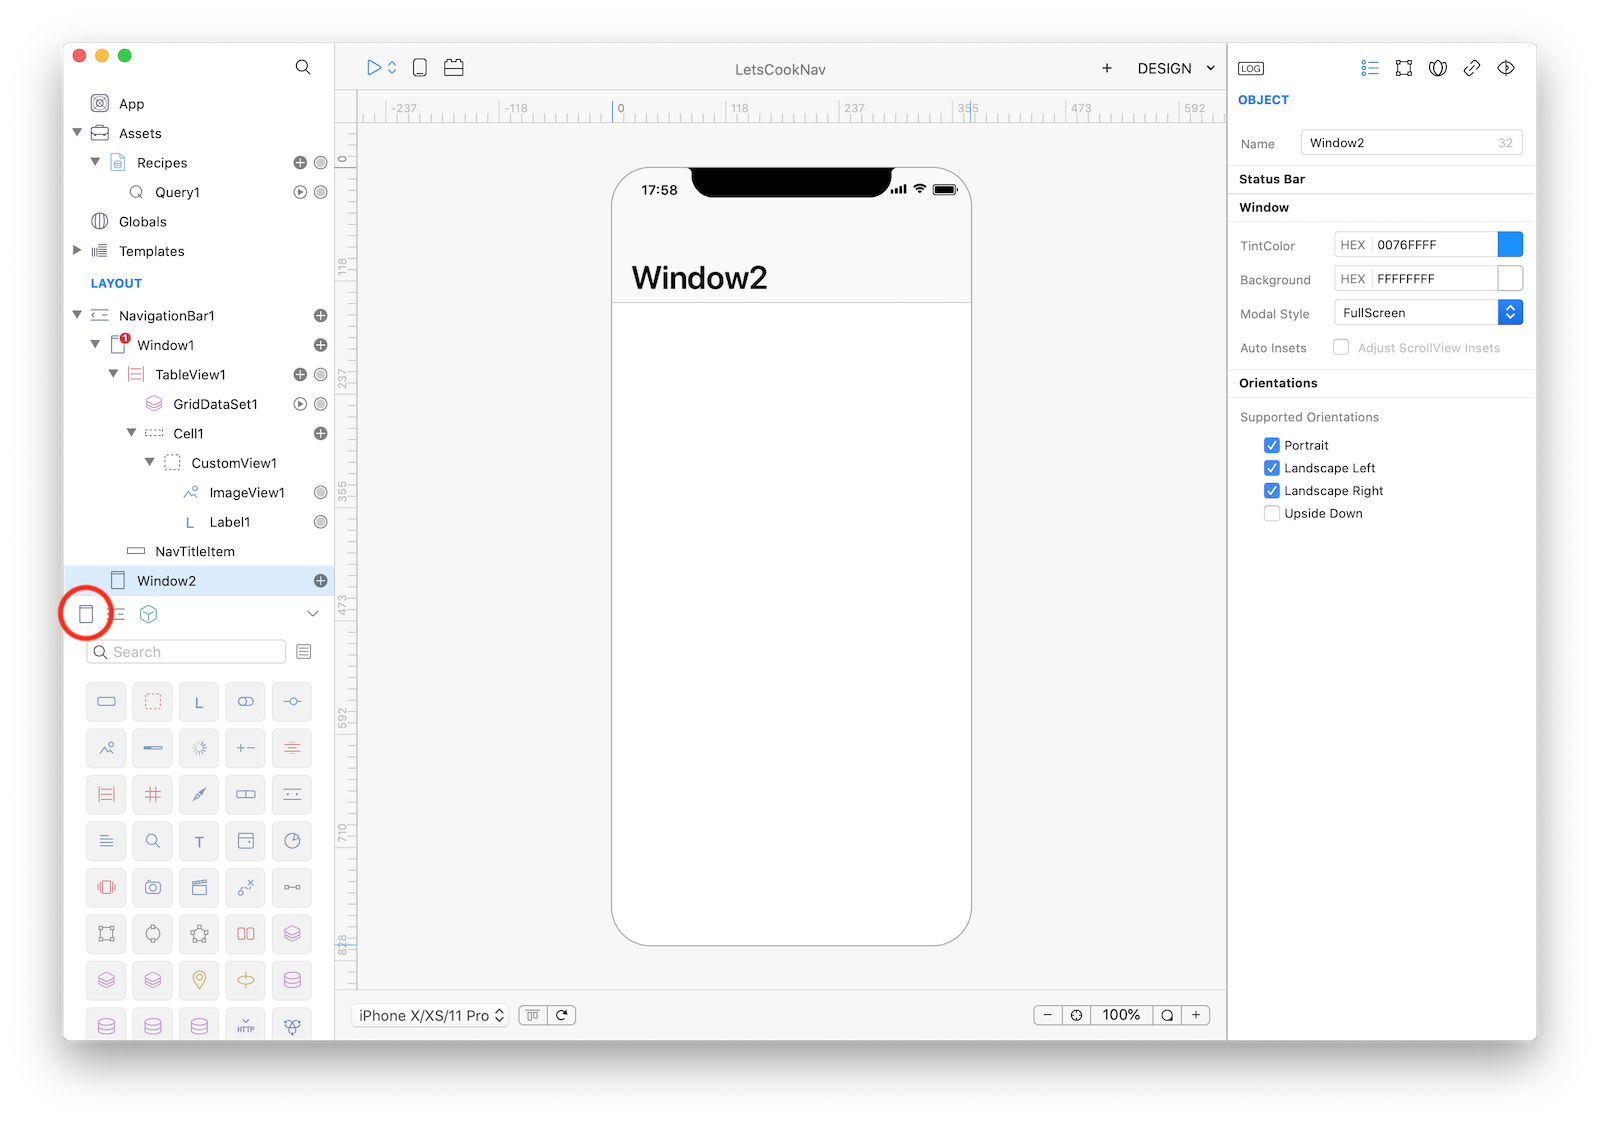 App
Assets
Recipes
Query1
Globals
Templates
LAYOUT
NavigationBar1
1
Window1
TableView1
GridDataSet1
Cell1
CustomView1
ImageView1
L Label1
NavTitleItem
Window2
Search
L
T
HTTP
LetsCookNav
+ DESIGN
-237 -118 0 118 237 355 473 592
0
118
237
355
473
592
710
828
17:58
Window2
iPhone X/XS/11 Pro
− 100% +
LOG
OBJECT
Name Window2 32
Status Bar
Window
TintColor HEX 0076FFFF
Background HEX FFFFFFFF
Modal Style FullScreen
Auto Insets Adjust ScrollView Insets
Orientations
Supported Orientations
Portrait
Landscape Left
Landscape Right
Upside Down